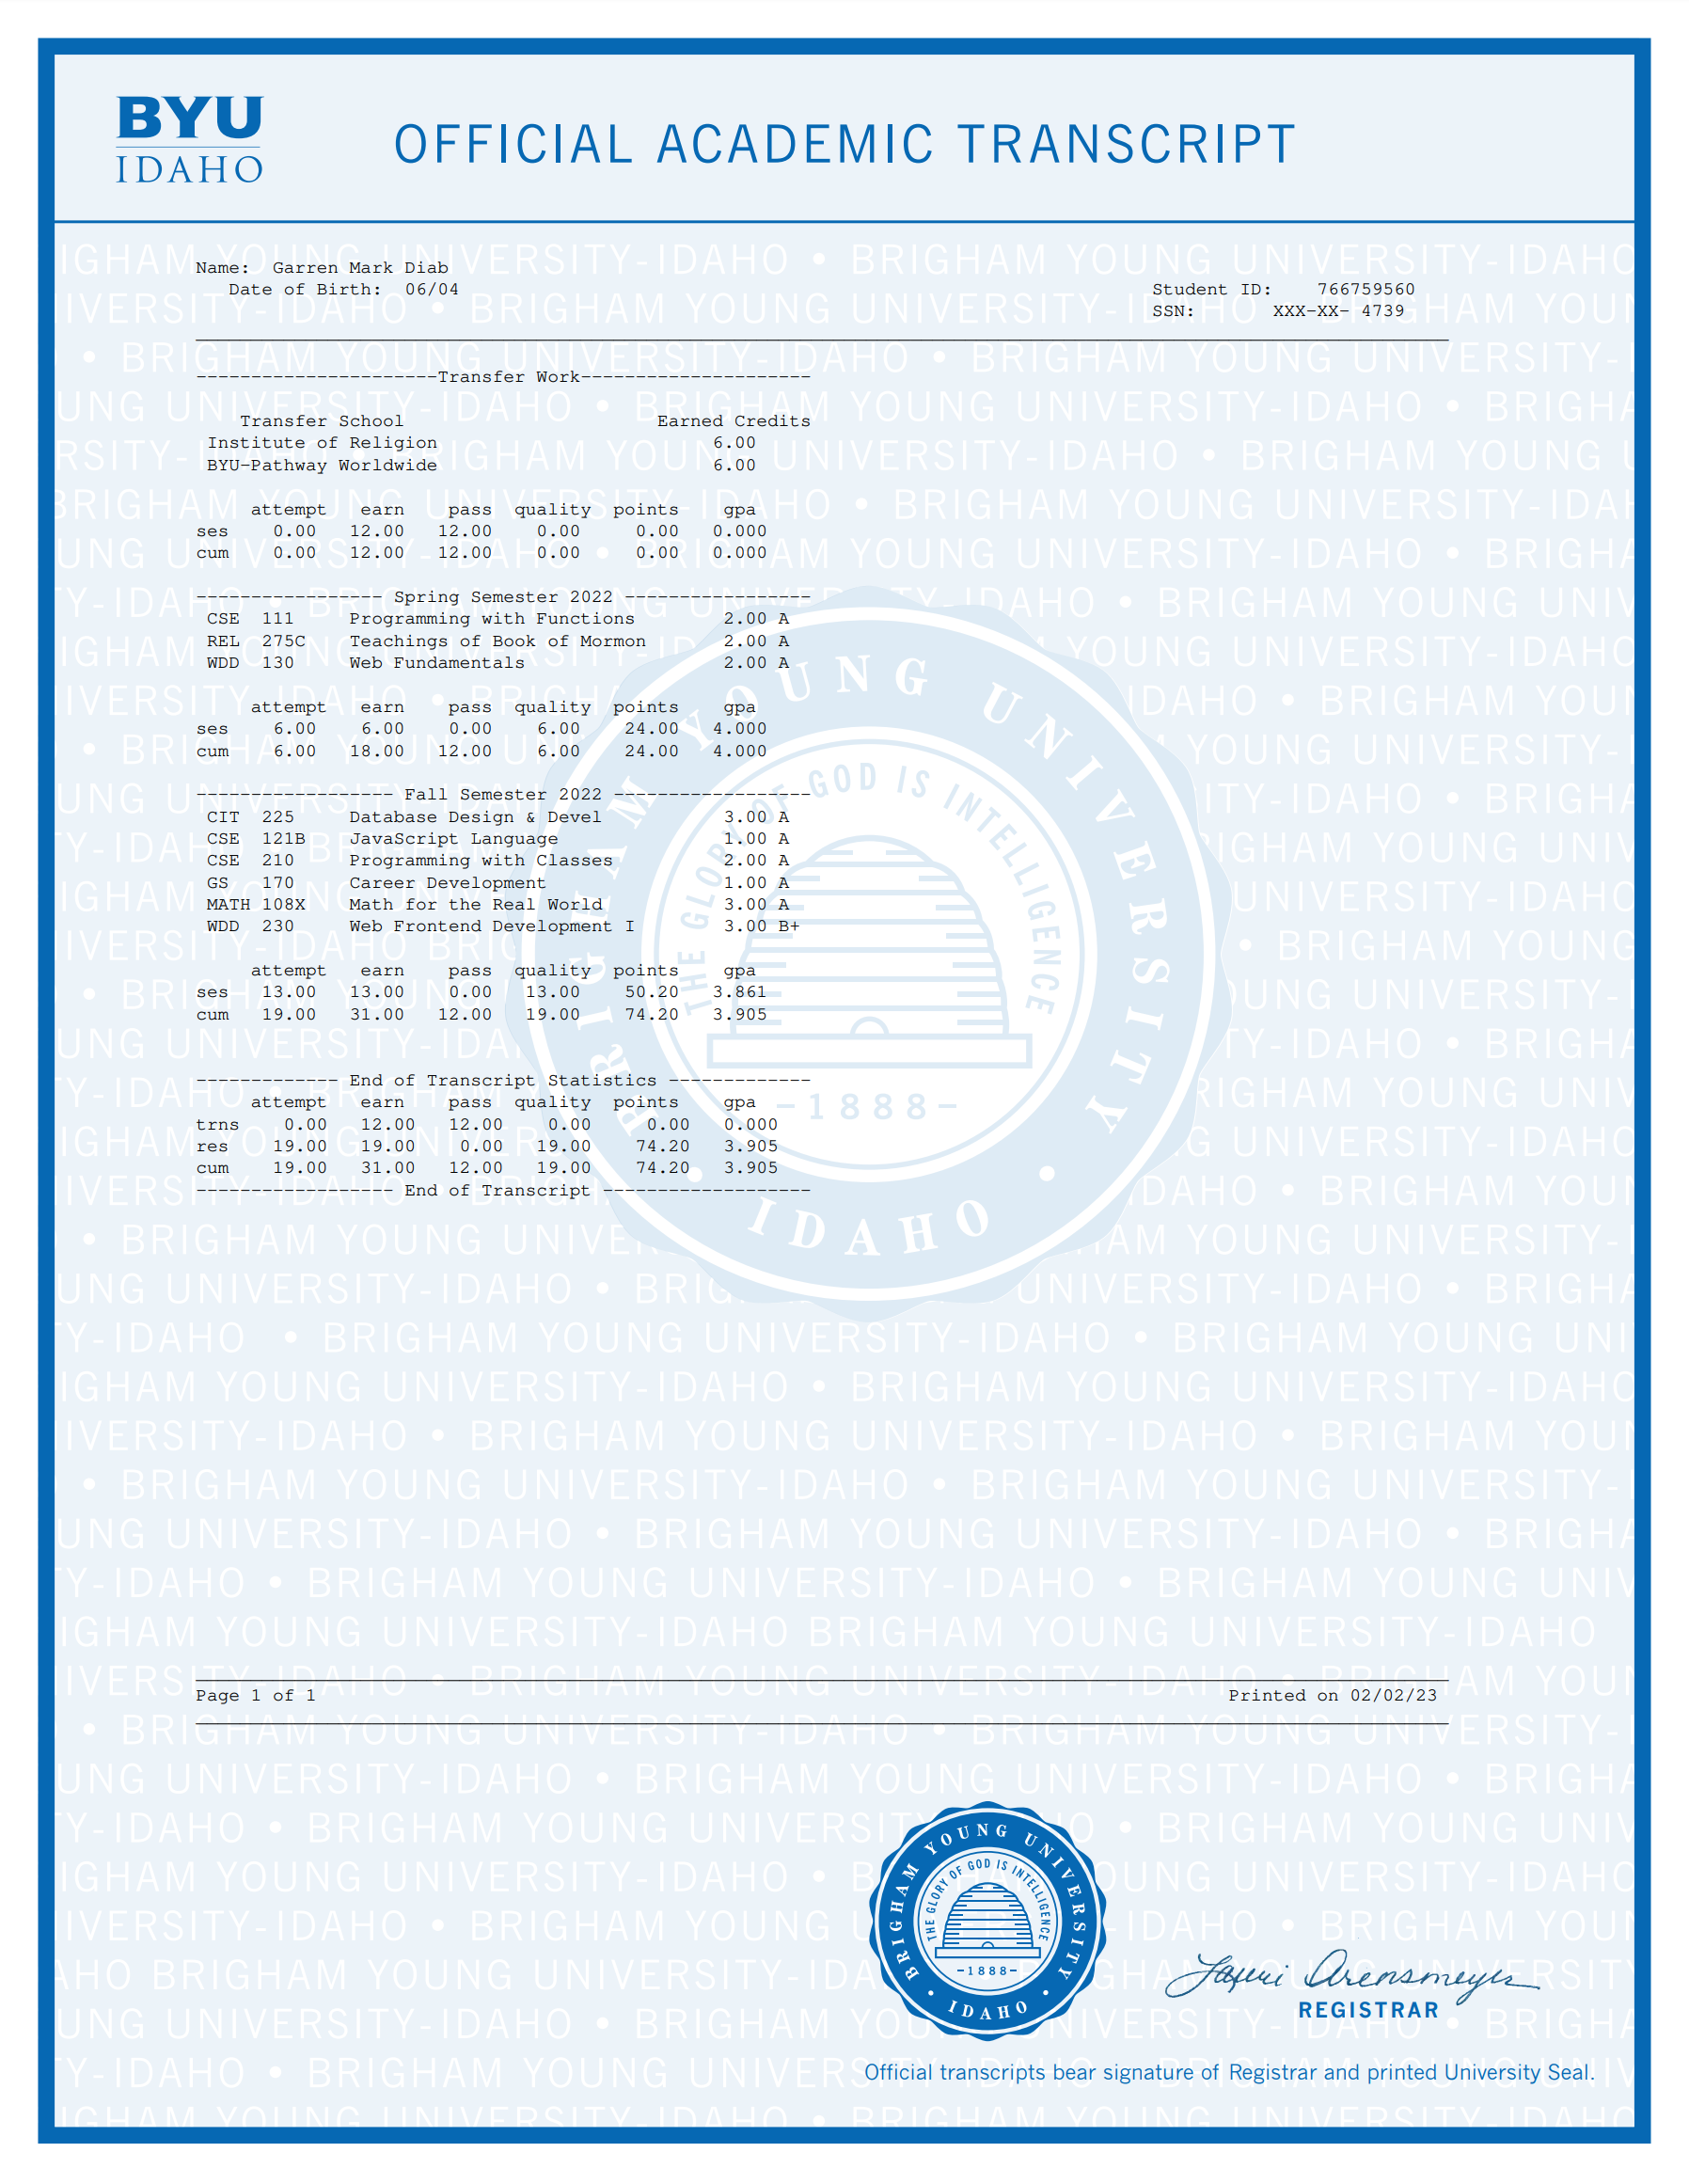 BYU
IDAHO
OFFICIAL ACADEMIC TRANSCRIPT
Name: Garren Mark Diab
Date of Birth: 06/04
Student ID: 766759560
SSN: XXX-XX- 4739
----------------------Transfer Work---------------------
Transfer School Earned Credits
Institute of Religion 6.00
BYU-Pathway Worldwide 6.00
attempt earn pass quality points gpa
ses 0.00 12.00 12.00 0.00 0.00 0.000
cum 0.00 12.00 12.00 0.00 0.00 0.000
----------------- Spring Semester 2022 -----------------
CSE 111 Programming with Functions 2.00 A
REL 275C Teachings of Book of Mormon 2.00 A
WDD 130 Web Fundamentals 2.00 A
attempt earn pass quality points gpa
ses 6.00 6.00 0.00 6.00 24.00 4.000
cum 6.00 18.00 12.00 6.00 24.00 4.000
------------------ Fall Semester 2022 ------------------
CIT 225 Database Design & Devel 3.00 A
CSE 121B JavaScript Language 1.00 A
CSE 210 Programming with Classes 2.00 A
GS 170 Career Development 1.00 A
MATH 108X Math for the Real World 3.00 A
WDD 230 Web Frontend Development I 3.00 B+
attempt earn pass quality points gpa
ses 13.00 13.00 0.00 13.00 50.20 3.861
cum 19.00 31.00 12.00 19.00 74.20 3.905
------------- End of Transcript Statistics -------------
attempt earn pass quality points gpa
trns 0.00 12.00 12.00 0.00 0.00 0.000
res 19.00 19.00 0.00 19.00 74.20 3.905
cum 19.00 31.00 12.00 19.00 74.20 3.905
------------------ End of Transcript -------------------
BRIGHAM YOUNG UNIVERSITY • IDAHO •
THE GLORY OF GOD IS INTELLIGENCE
-1888-
Page 1 of 1 Printed on 02/02/23
BRIGHAM YOUNG UNIVERSITY • IDAHO •
THE GLORY OF GOD IS INTELLIGENCE
-1888-
REGISTRAR
Official transcripts bear signature of Registrar and printed University Seal.